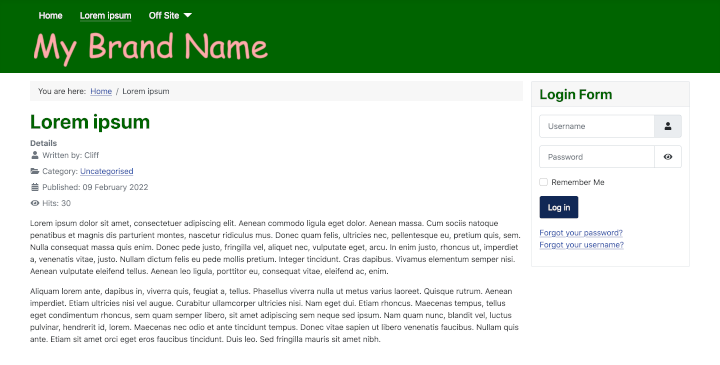 Home Lorem ipsum Off Site
My Brand Name
You are here: Home / Lorem ipsum
Lorem ipsum
Details
Written by: Cliff
Category: Uncategorised
Published: 09 February 2022
Hits: 30
Lorem ipsum dolor sit amet, consectetuer adipiscing elit. Aenean commodo ligula eget dolor. Aenean massa. Cum sociis natoque
penatibus et magnis dis parturient montes, nascetur ridiculus mus. Donec quam felis, ultricies nec, pellentesque eu, pretium quis, sem.
Nulla consequat massa quis enim. Donec pede justo, fringilla vel, aliquet nec, vulputate eget, arcu. In enim justo, rhoncus ut, imperdiet
a, venenatis vitae, justo. Nullam dictum felis eu pede mollis pretium. Integer tincidunt. Cras dapibus. Vivamus elementum semper nisi.
Aenean vulputate eleifend tellus. Aenean leo ligula, porttitor eu, consequat vitae, eleifend ac, enim.
Aliquam lorem ante, dapibus in, viverra quis, feugiat a, tellus. Phasellus viverra nulla ut metus varius laoreet. Quisque rutrum. Aenean
imperdiet. Etiam ultricies nisi vel augue. Curabitur ullamcorper ultricies nisi. Nam eget dui. Etiam rhoncus. Maecenas tempus, tellus
eget condimentum rhoncus, sem quam semper libero, sit amet adipiscing sem neque sed ipsum. Nam quam nunc, blandit vel, luctus
pulvinar, hendrerit id, lorem. Maecenas nec odio et ante tincidunt tempus. Donec vitae sapien ut libero venenatis faucibus. Nullam quis
ante. Etiam sit amet orci eget eros faucibus tincidunt. Duis leo. Sed fringilla mauris sit amet nibh.
Login Form
Username
Password
Remember Me
Log in
Forgot your password?
Forgot your username?